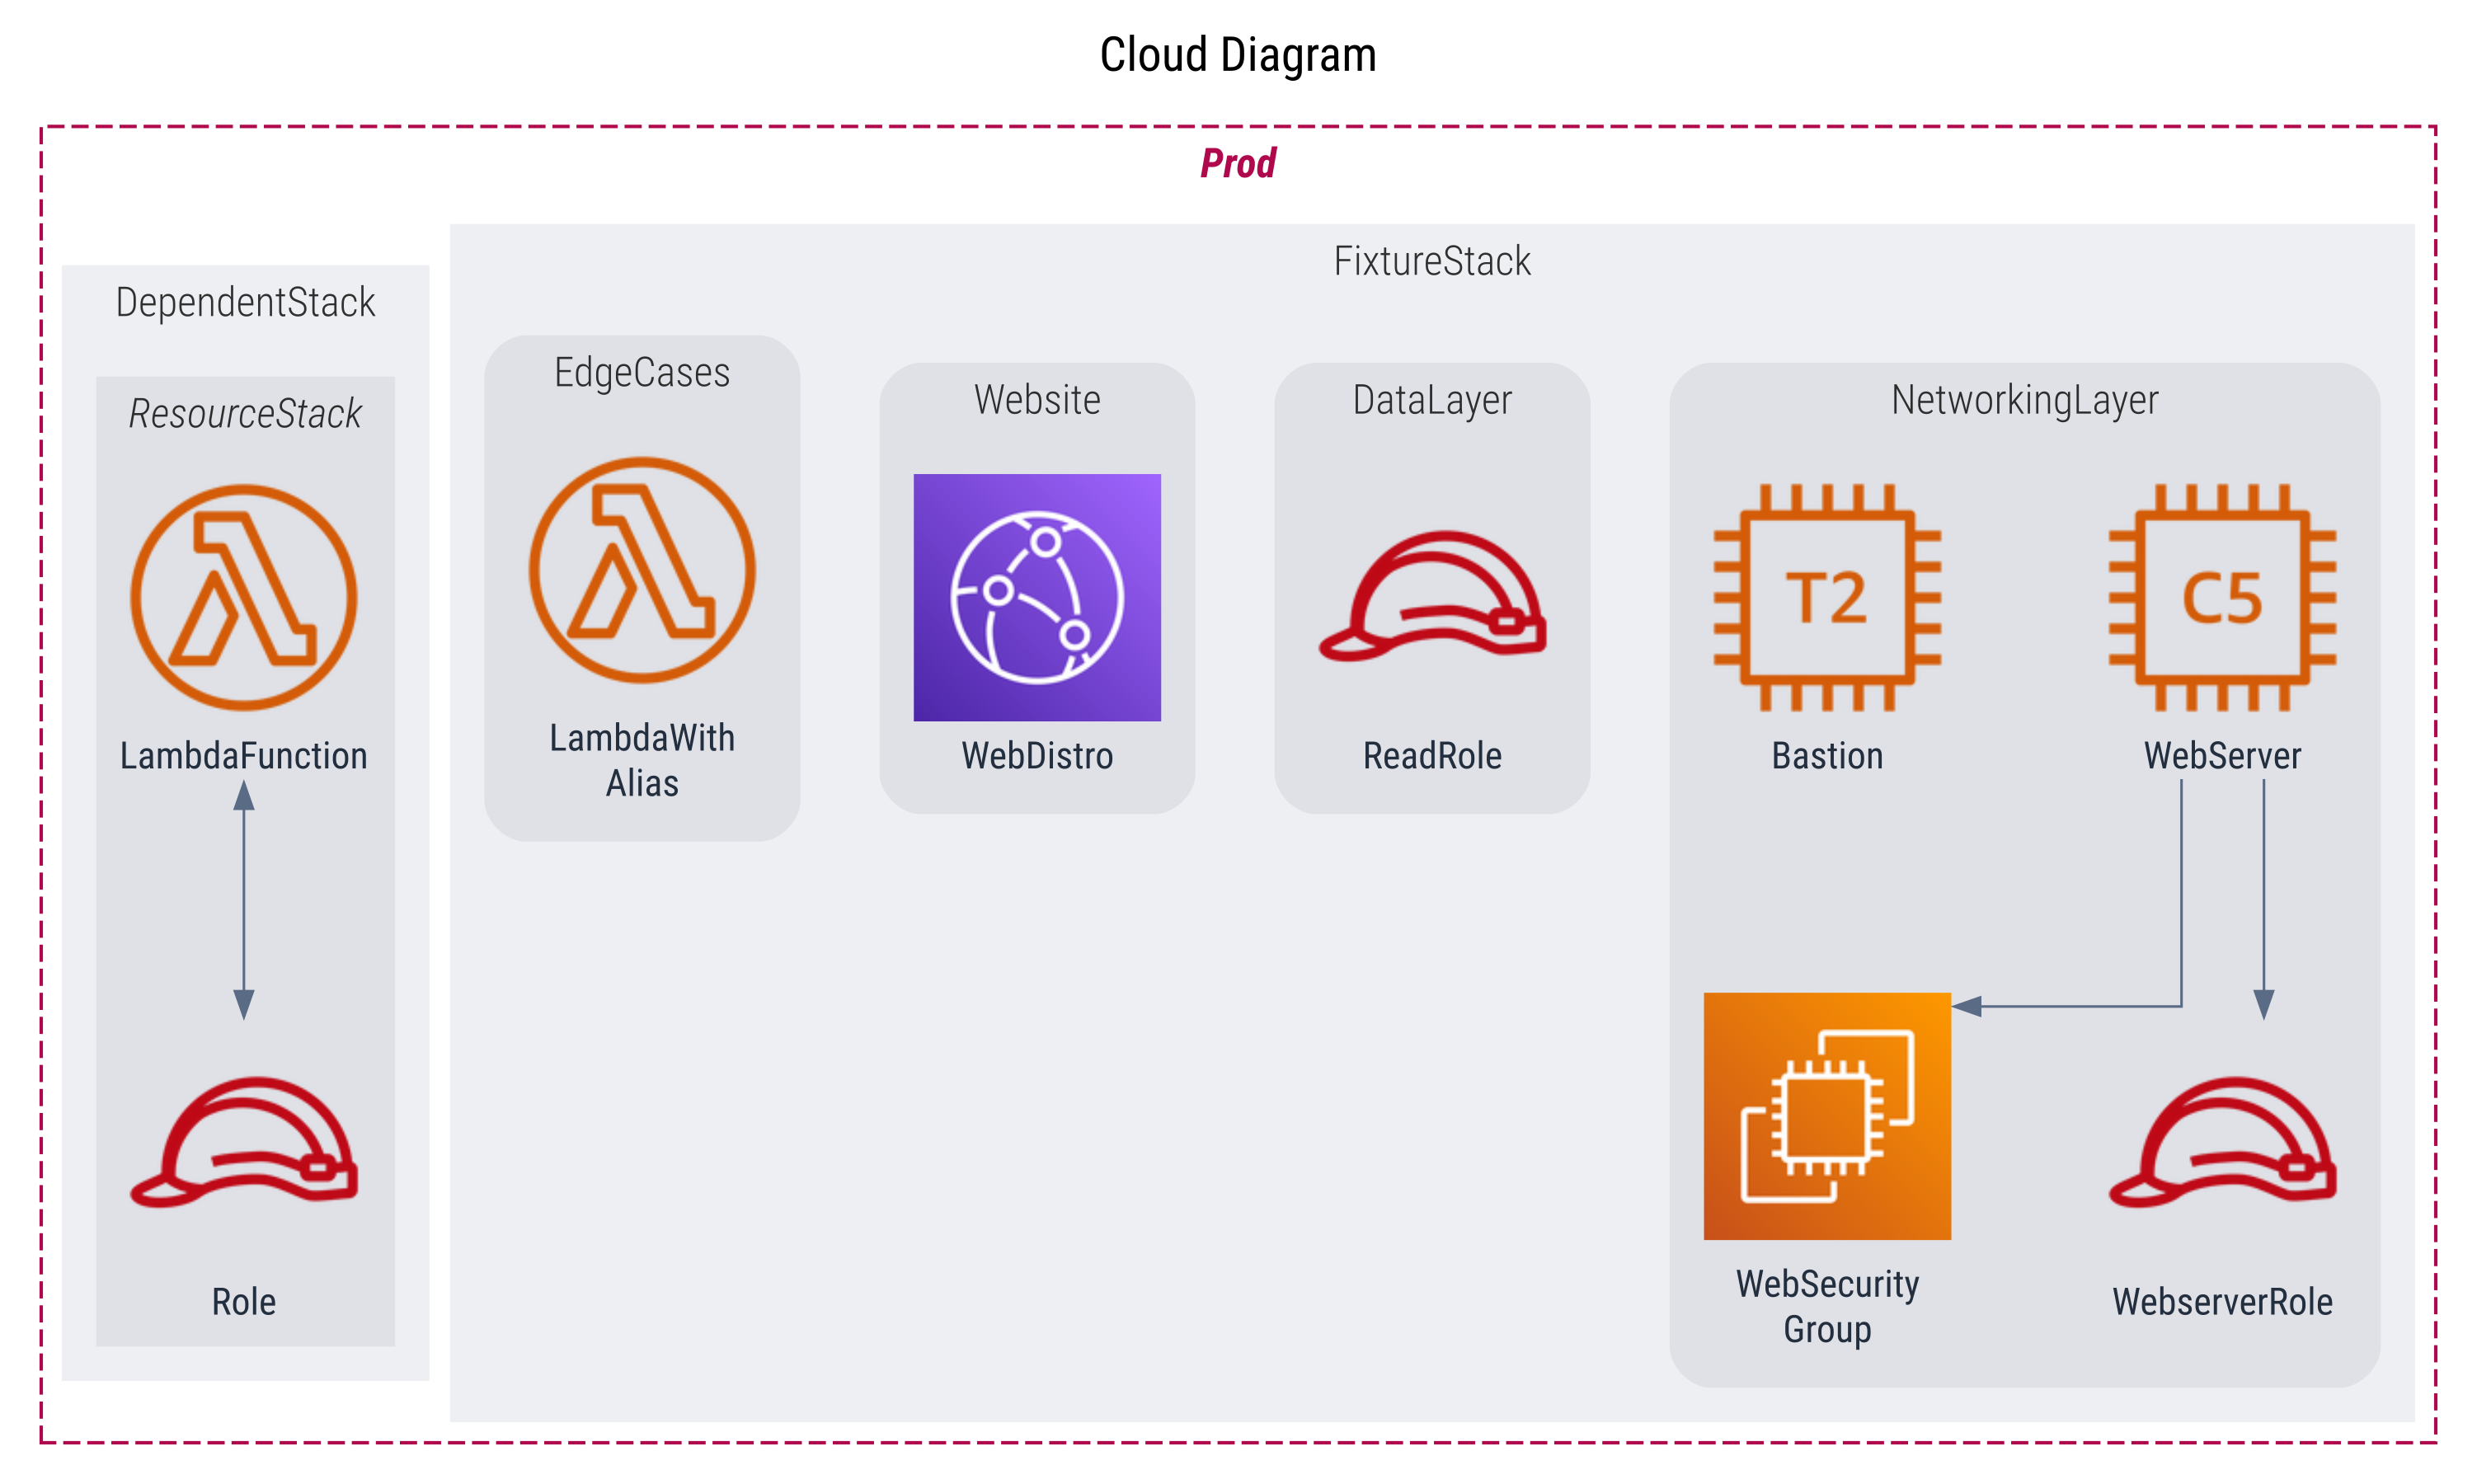 Cloud Diagram
Prod
DependentStack
ResourceStack
LambdaFunction
Role
FixtureStack
EdgeCases
LambdaWith
Alias
Website
WebDistro
DataLayer
ReadRole
NetworkingLayer
T2
Bastion
C5
WebServer
WebSecurity
Group
WebserverRole